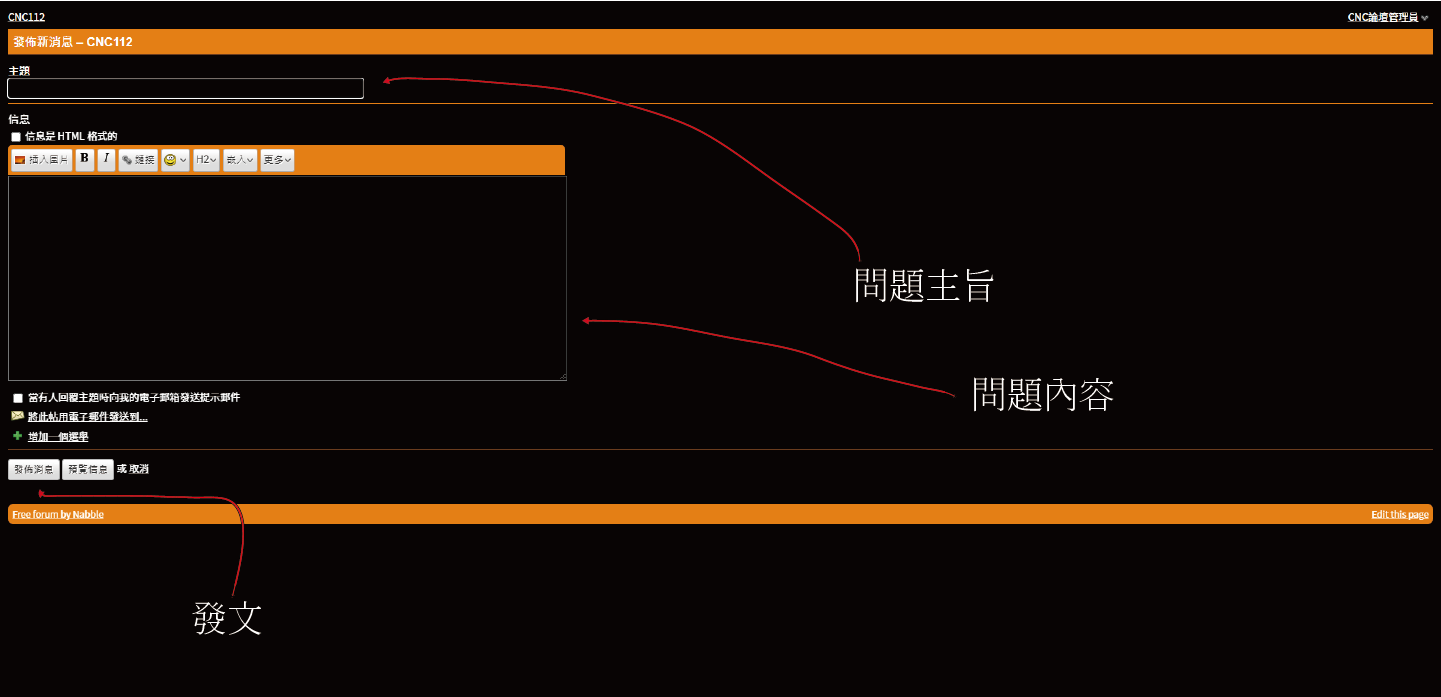 CNC112 CNC論壇管理員
發佈新消息 – CNC112
主題
信息
信息是 HTML 格式的
插入圖片 B I 鏈接 H2 嵌入 更多
問題主旨
問題內容
當有人回覆主題時向我的電子郵箱發送提示郵件
將此帖用電子郵件發送到...
增加一個選舉
發佈消息 預覽信息 或 取消
Free forum by Nabble Edit this page
發文